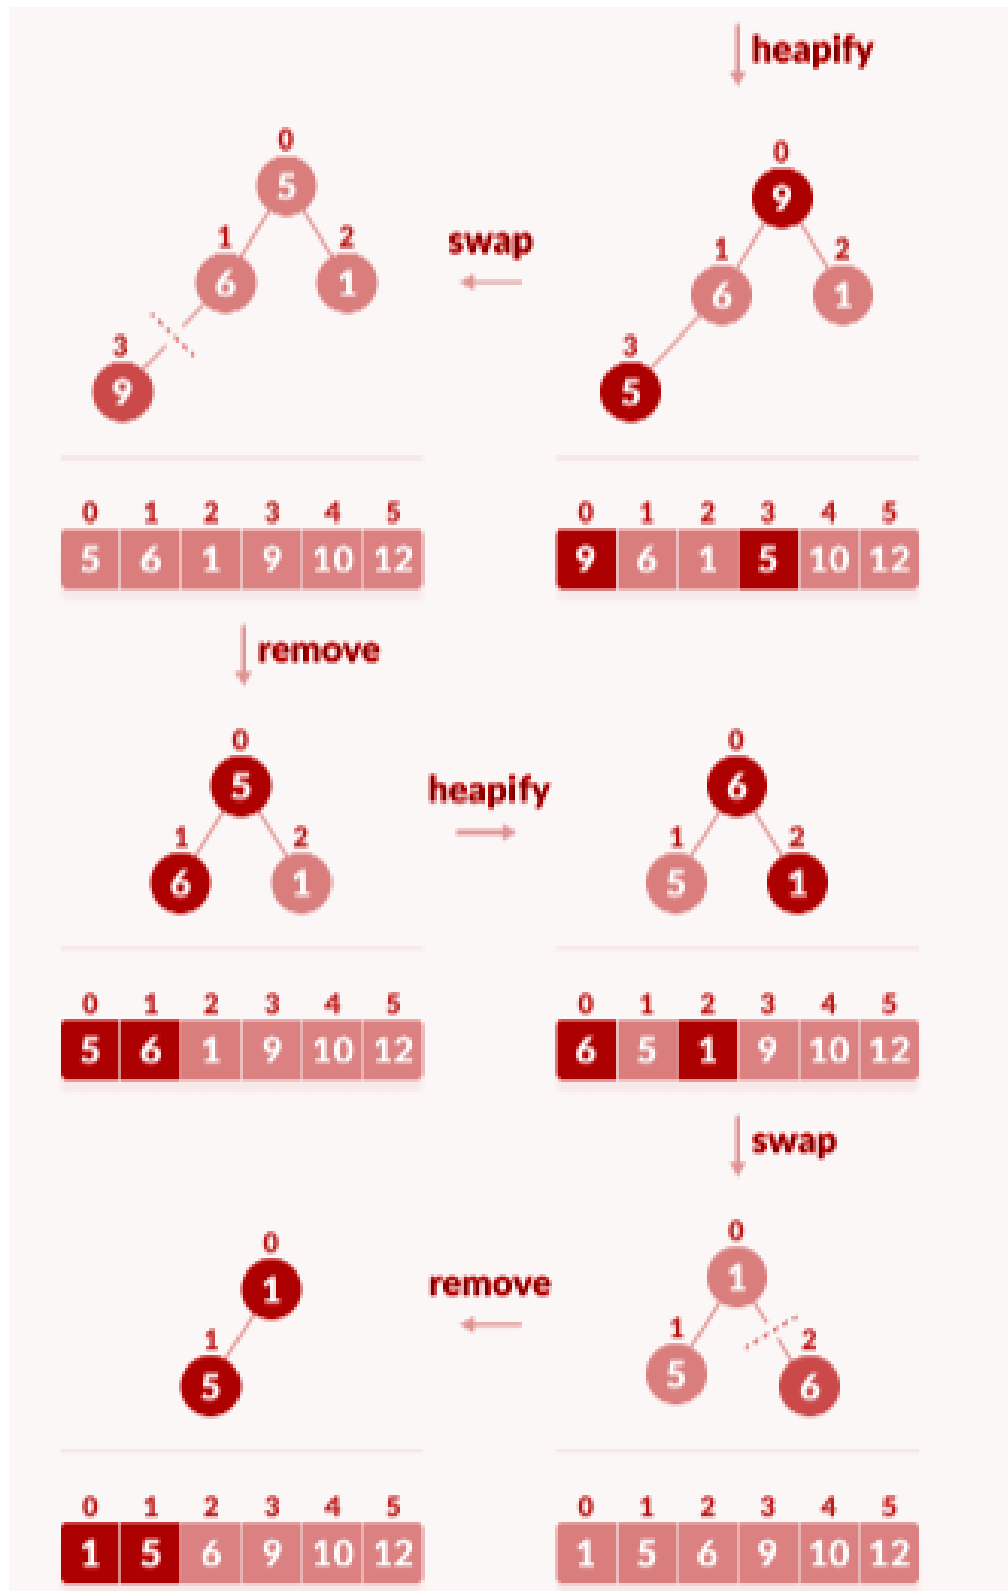 heapify
0 0
5 9
1 2 swap 1 2
6 1 6 1
3 3
9 5
0 1 2 3 4 5 0 1 2 3 4 5
5 6 1 9 10 12 9 6 1 5 10 12
remove
0 0
5 heapify 6
1 2 1 2
6 1 5 1
0 1 2 3 4 5 0 1 2 3 4 5
5 6 1 9 10 12 6 5 1 9 10 12
swap
0 0
1 remove 1
1 1 2
5 5 6
0 1 2 3 4 5 0 1 2 3 4 5
1 5 6 9 10 12 1 5 6 9 10 12